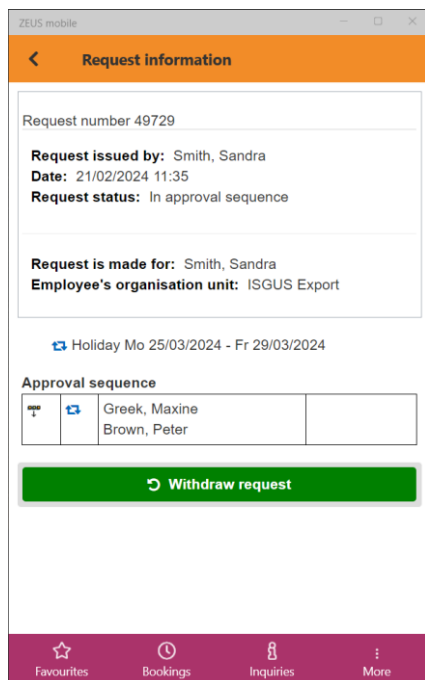 ZEUS mobile
Request information
Request number 49729
Request issued by: Smith, Sandra
Date: 21/02/2024 11:35
Request status: In approval sequence
Request is made for: Smith, Sandra
Employee's organisation unit: ISGUS Export
Holiday Mo 25/03/2024 - Fr 29/03/2024
Approval sequence
Greek, Maxine
Brown, Peter
Withdraw request
Favourites Bookings Inquiries More